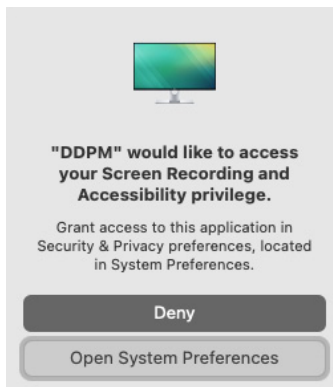 "DDPM" would like to access
your Screen Recording and
Accessibility privilege.
Grant access to this application in
Security & Privacy preferences, located
in System Preferences.
Deny
Open System Preferences